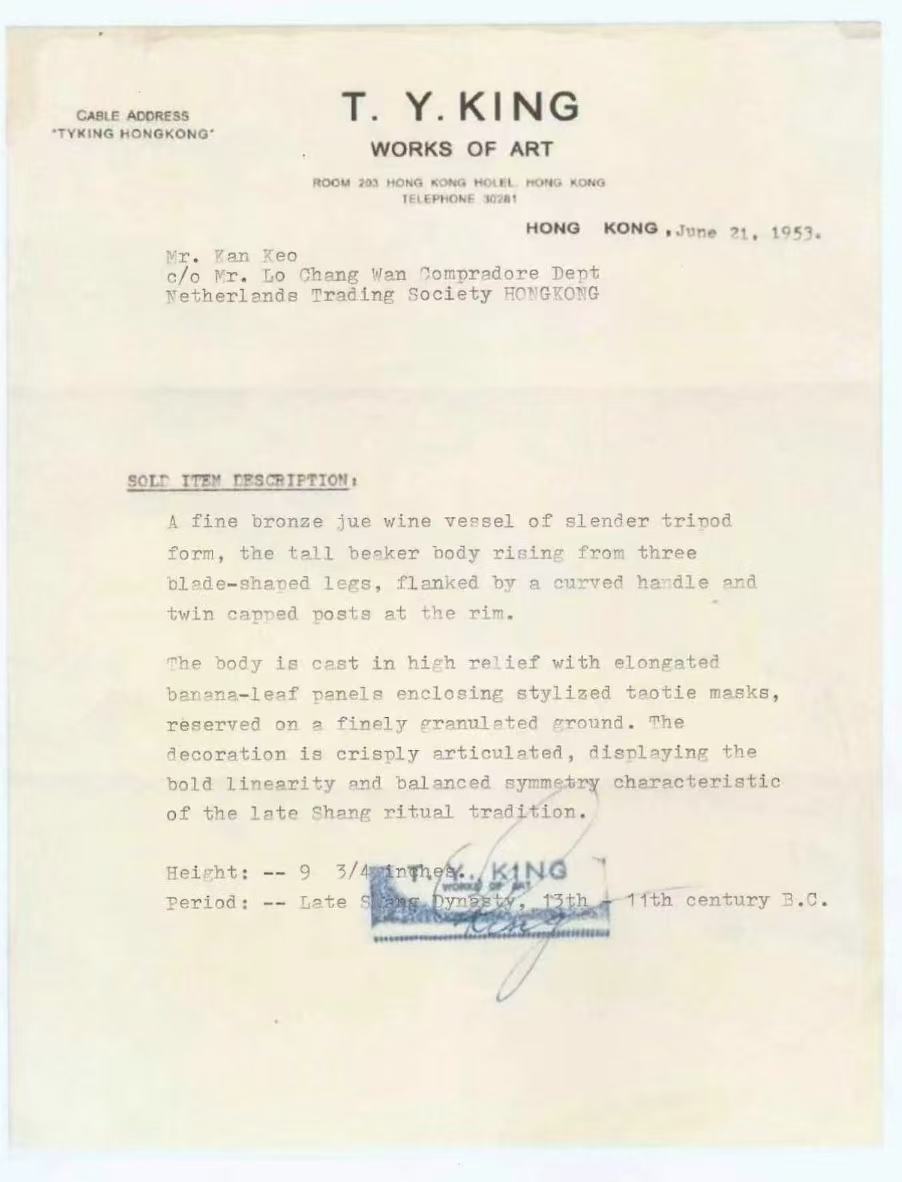 CABLE ADDRESS
"TYKING HONGKONG"
T. Y. KING
WORKS OF ART
ROOM 203 HONG KONG HOLEL. HONG KONG
TELEPHONE 30281
HONG KONG, June 21, 1953.
Mr. Kan Keo
c/o Mr. Lo Chang Wan Compradore Dept
Netherlands Trading Society HONGKONG
SOLD ITEM DESCRIPTION:
A fine bronze jue wine vessel of slender tripod
form, the tall beaker body rising from three
blade-shaped legs, flanked by a curved handle and
twin capped posts at the rim.
The body is cast in high relief with elongated
banana-leaf panels enclosing stylized taotie masks,
reserved on a finely granulated ground. The
decoration is crisply articulated, displaying the
bold linearity and balanced symmetry characteristic
of the late Shang ritual tradition.
Height: -- 9 3/4 inches.
T. Y. KING
WORKS OF ART
Period: -- Late Shang Dynasty, 13th - 11th century B.C.
King